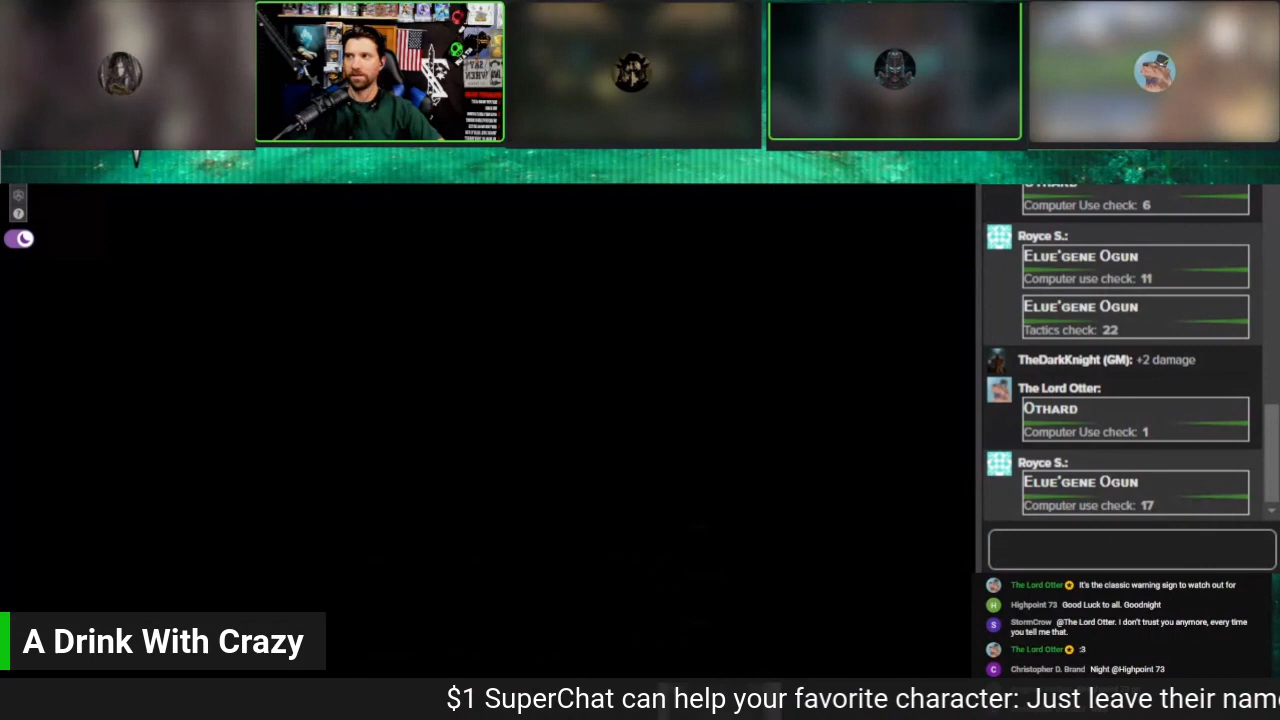 OTHARD
Computer Use check: 6
Royce S.:
ELUE'GENE OGUN
Computer use check: 11
ELUE'GENE OGUN
Tactics check: 22
TheDarkKnight (GM): +2 damage
The Lord Otter:
OTHARD
Computer Use check: 1
Royce S.:
ELUE'GENE OGUN
Computer use check: 17
The Lord Otter It's the classic warning sign to watch out for
H Highpoint 73 Good Luck to all. Goodnight
S StormCrow @The Lord Otter. I don't trust you anymore, every time
you tell me that.
The Lord Otter :3
C Christopher D. Brand Night @Highpoint 73
A Drink With Crazy
$1 SuperChat can help your favorite character: Just leave their nam